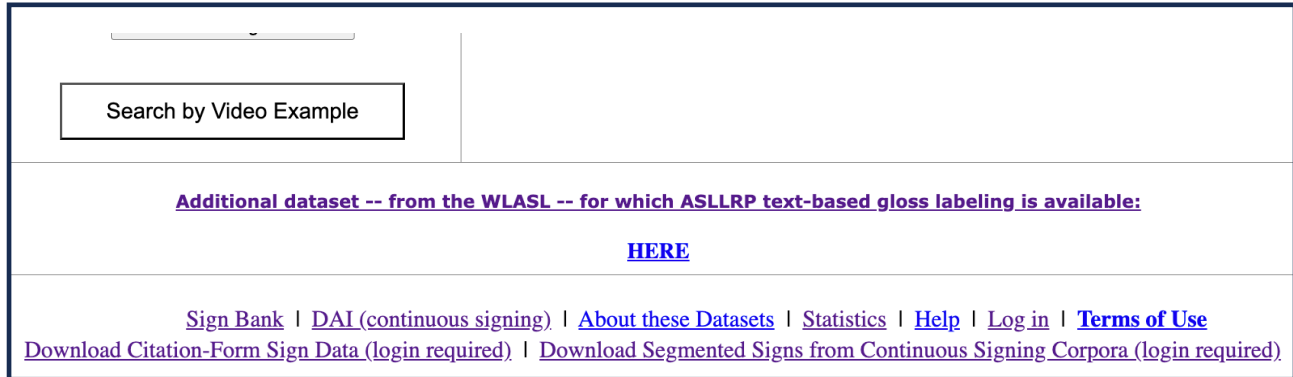 Search by Video Example
Additional dataset -- from the WLASL -- for which ASLLRP text-based gloss labeling is available:
HERE
Sign Bank | DAI (continuous signing) | About these Datasets | Statistics | Help | Log in | Terms of Use
Download Citation-Form Sign Data (login required) | Download Segmented Signs from Continuous Signing Corpora (login required)